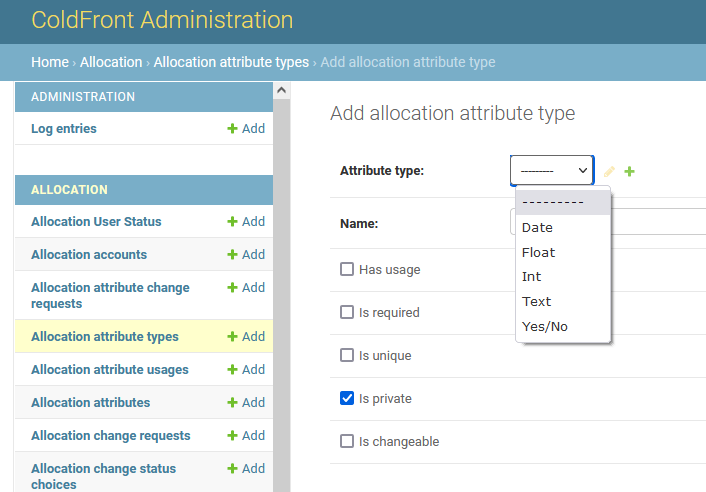 ColdFront Administration
Home › Allocation › Allocation attribute types › Add allocation attribute type
ADMINISTRATION
Log entries + Add
ALLOCATION
Allocation User Status + Add
Allocation accounts + Add
Allocation attribute change + Add
requests
Allocation attribute types + Add
Allocation attribute usages + Add
Allocation attributes + Add
Allocation change requests + Add
Allocation change status + Add
choices
Add allocation attribute type
Attribute type: ---------
---------
Date
Float
Int
Text
Yes/No
Name:
Has usage
Is required
Is unique
Is private
Is changeable